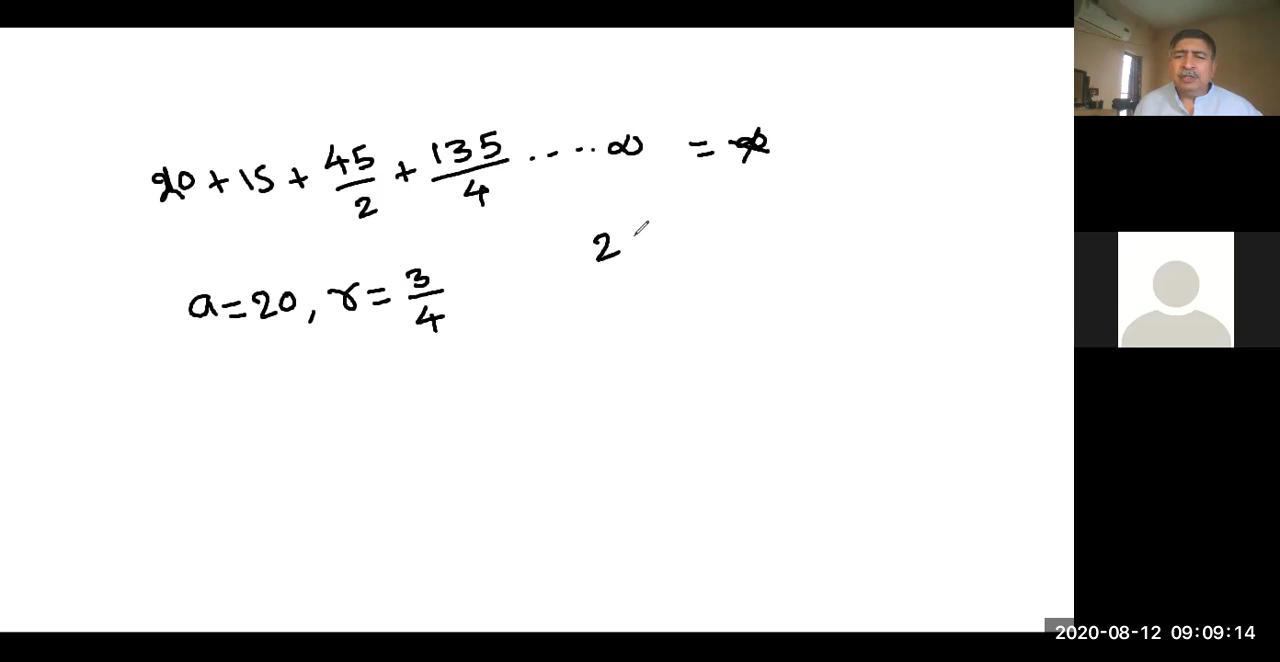 20 + 15 + 45/2 + 135/4 ..... ∞ =
2
a = 20, r = 3/4
2020-08-12 09:09:14